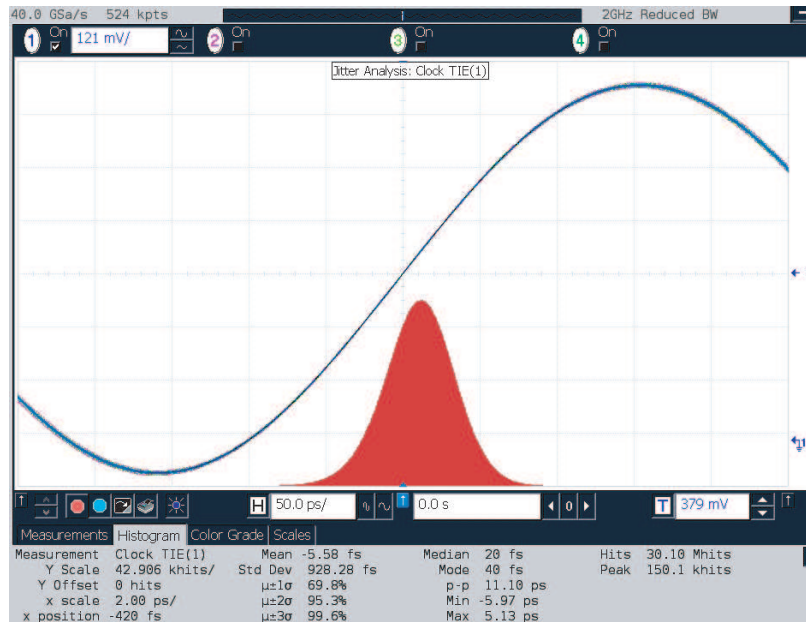 40.0 GSa/s 524 kpts 2GHz Reduced BW
1 On 121 mV/ 2 On 3 On 4 On
Jitter Analysis: Clock TIE(1)
H 50.0 ps/ 0.0 s 0 T 379 mV
Measurements Histogram Color Grade Scales
Measurement Clock TIE(1) Mean -5.58 fs Median 20 fs Hits 30.10 Mhits
Y Scale 42.906 khits/ Std Dev 928.28 fs Mode 40 fs Peak 150.1 khits
Y Offset 0 hits μ±1σ 69.8% p-p 11.10 ps
x scale 2.00 ps/ μ±2σ 95.3% Min -5.97 ps
x position -420 fs μ±3σ 99.6% Max 5.13 ps